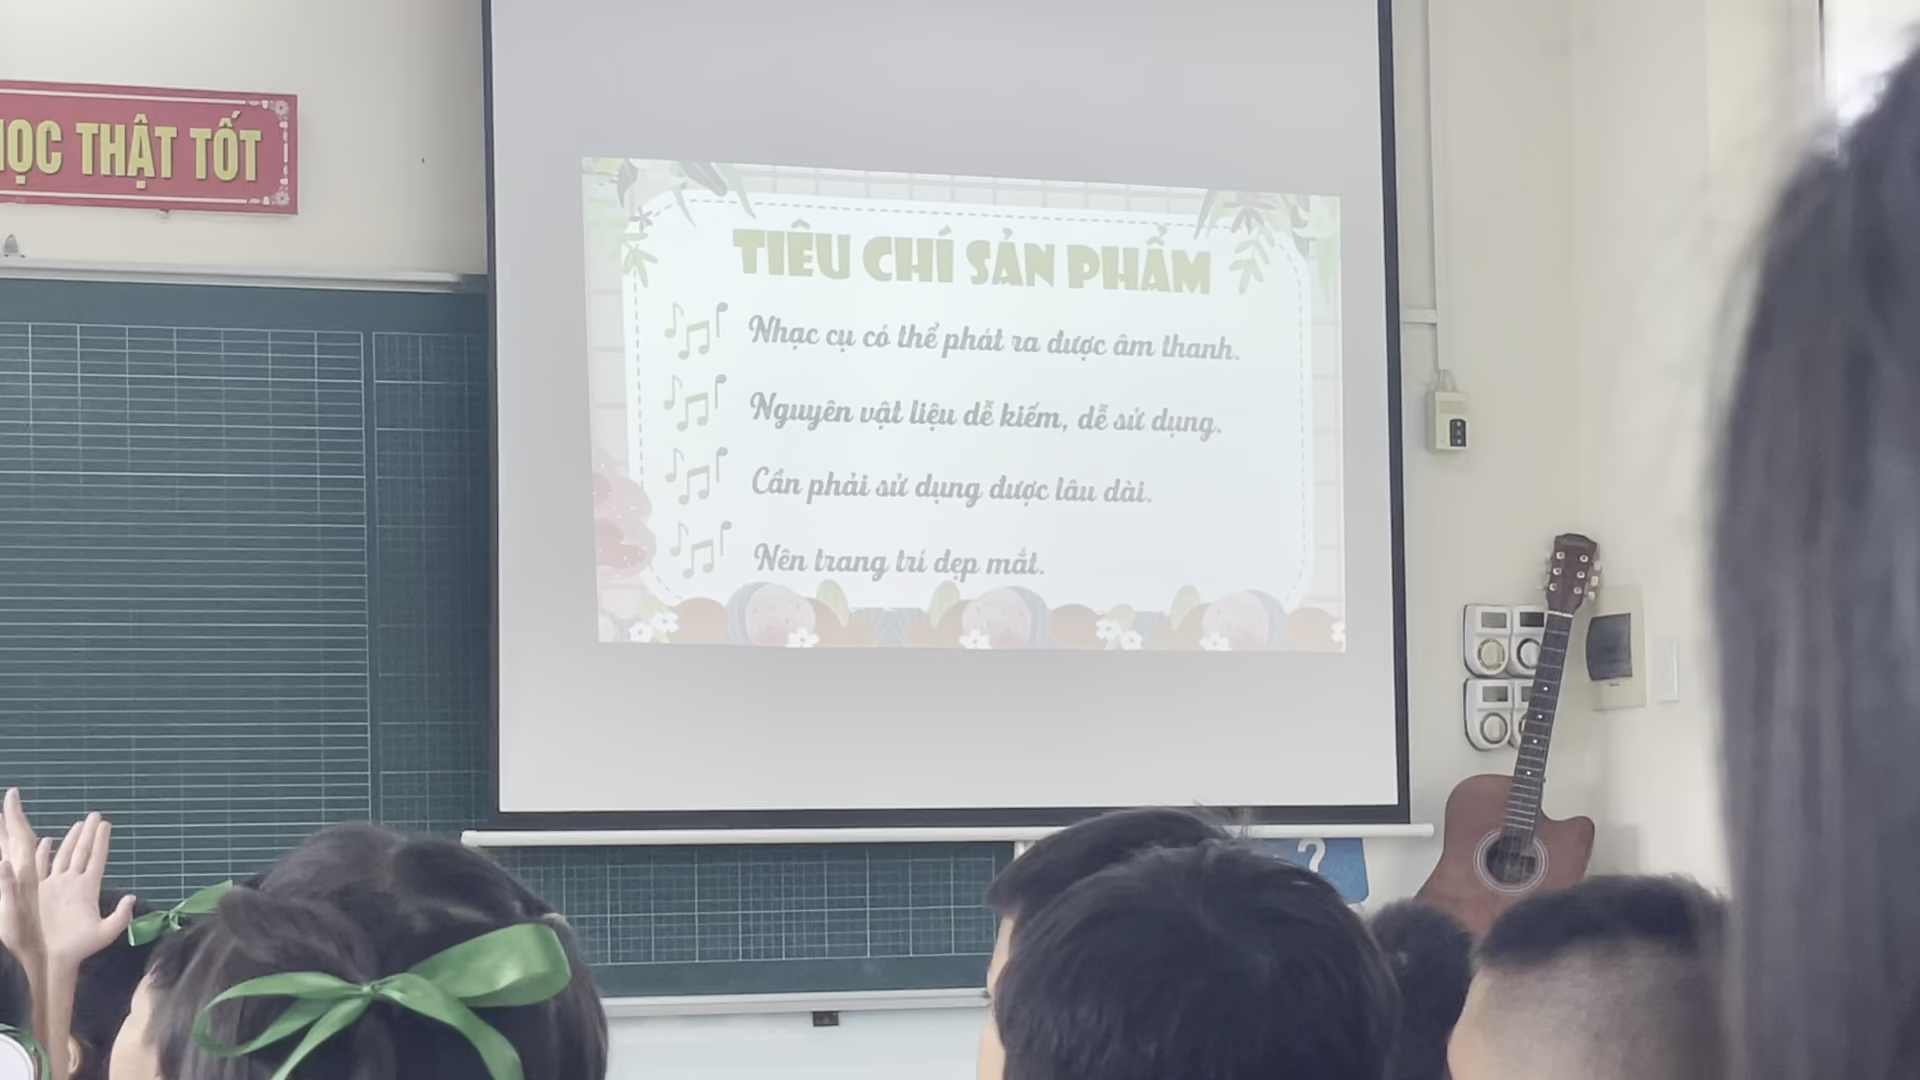 HỌC THẬT TỐT
TIÊU CHÍ SẢN PHẨM
Nhạc cụ có thể phát ra được âm thanh.
Nguyên vật liệu dễ kiếm, dễ sử dụng.
Cần phải sử dụng được lâu dài.
Nên trang trí đẹp mắt.
?